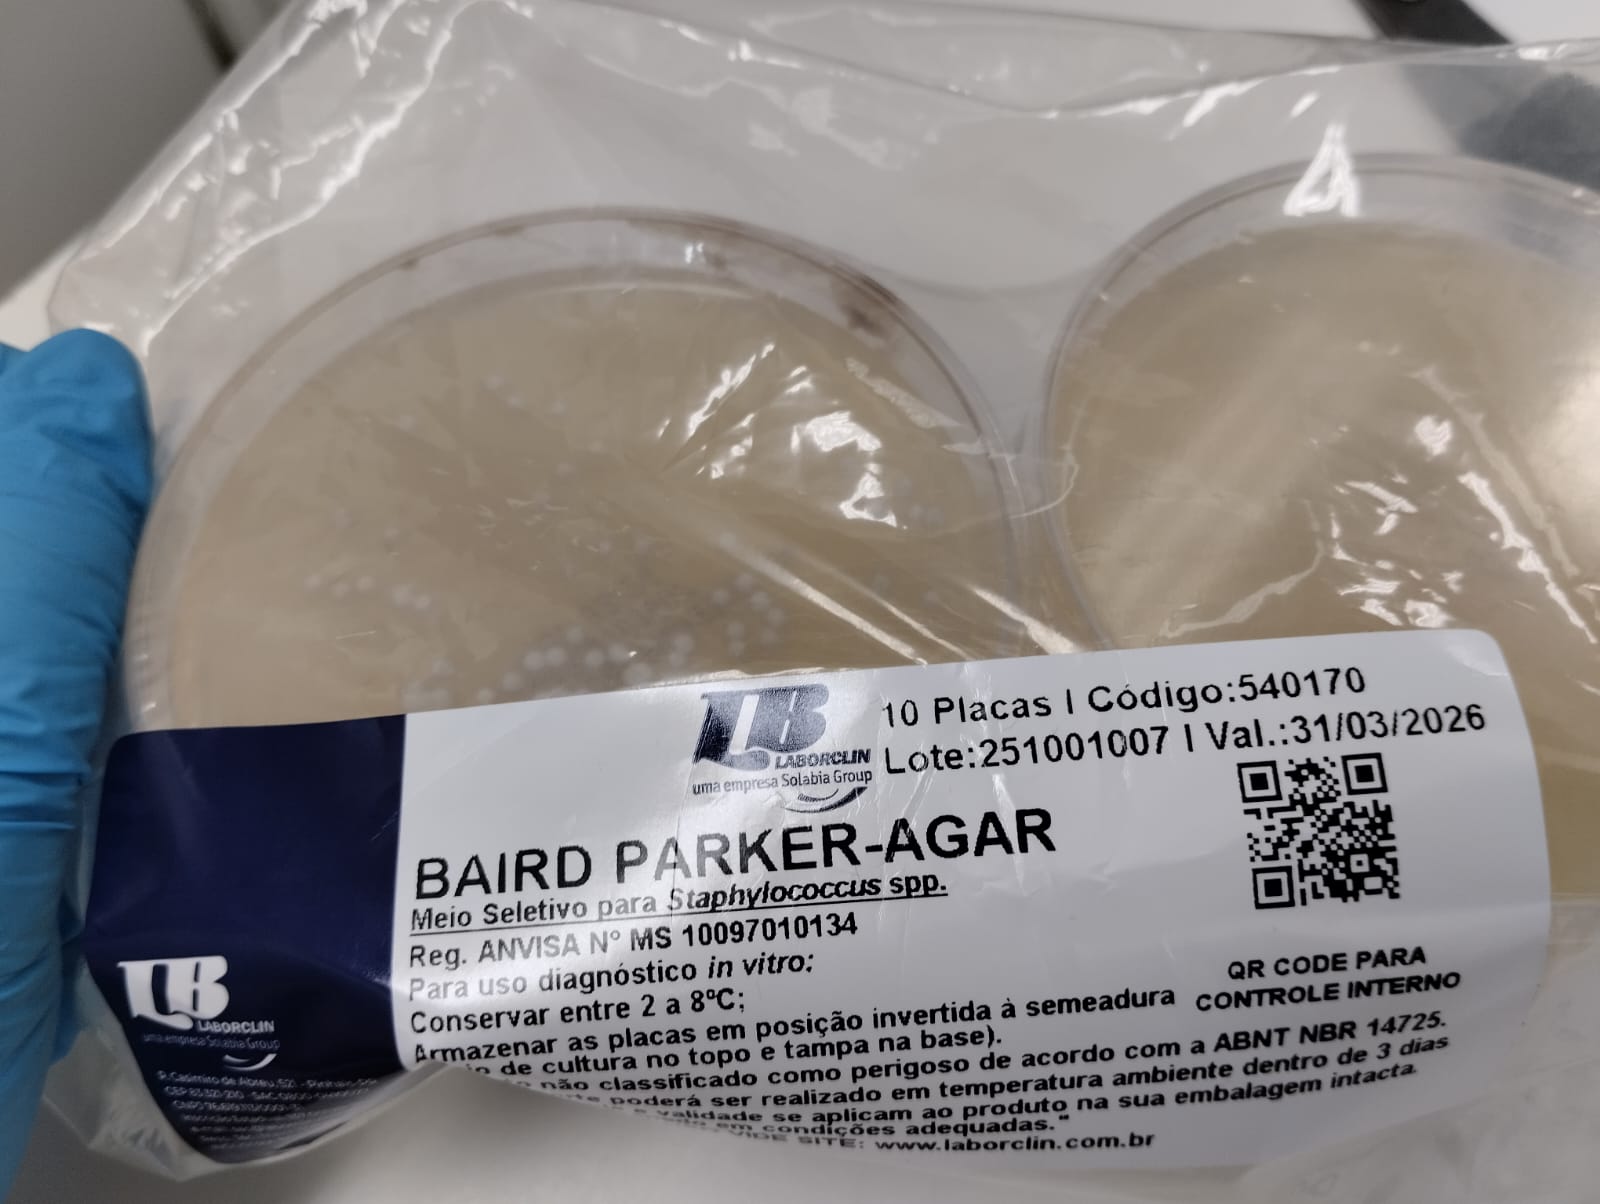 LB
LABORCLIN
uma empresa Solabia Group
10 Placas I Código:540170
Lote:251001007 I Val.:31/03/2026
BAIRD PARKER-AGAR
Meio Seletivo para Staphylococcus spp.
Reg. ANVISA Nº MS 10097010134
Para uso diagnóstico in vitro:
Conservar entre 2 a 8ºC;
Armazenar as placas em posição invertida à semeadura
de cultura no topo e tampa na base).
não classificado como perigoso de acordo com a ABNT NBR 14725.
poderá ser realizado em temperatura ambiente dentro de 3 dias
validade se aplicam ao produto na sua embalagem intacta
em condições adequadas."
VIDE SITE: www.laborclin.com.br
QR CODE PARA
CONTROLE INTERNO
LB
LABORCLIN
uma empresa Solabia Group